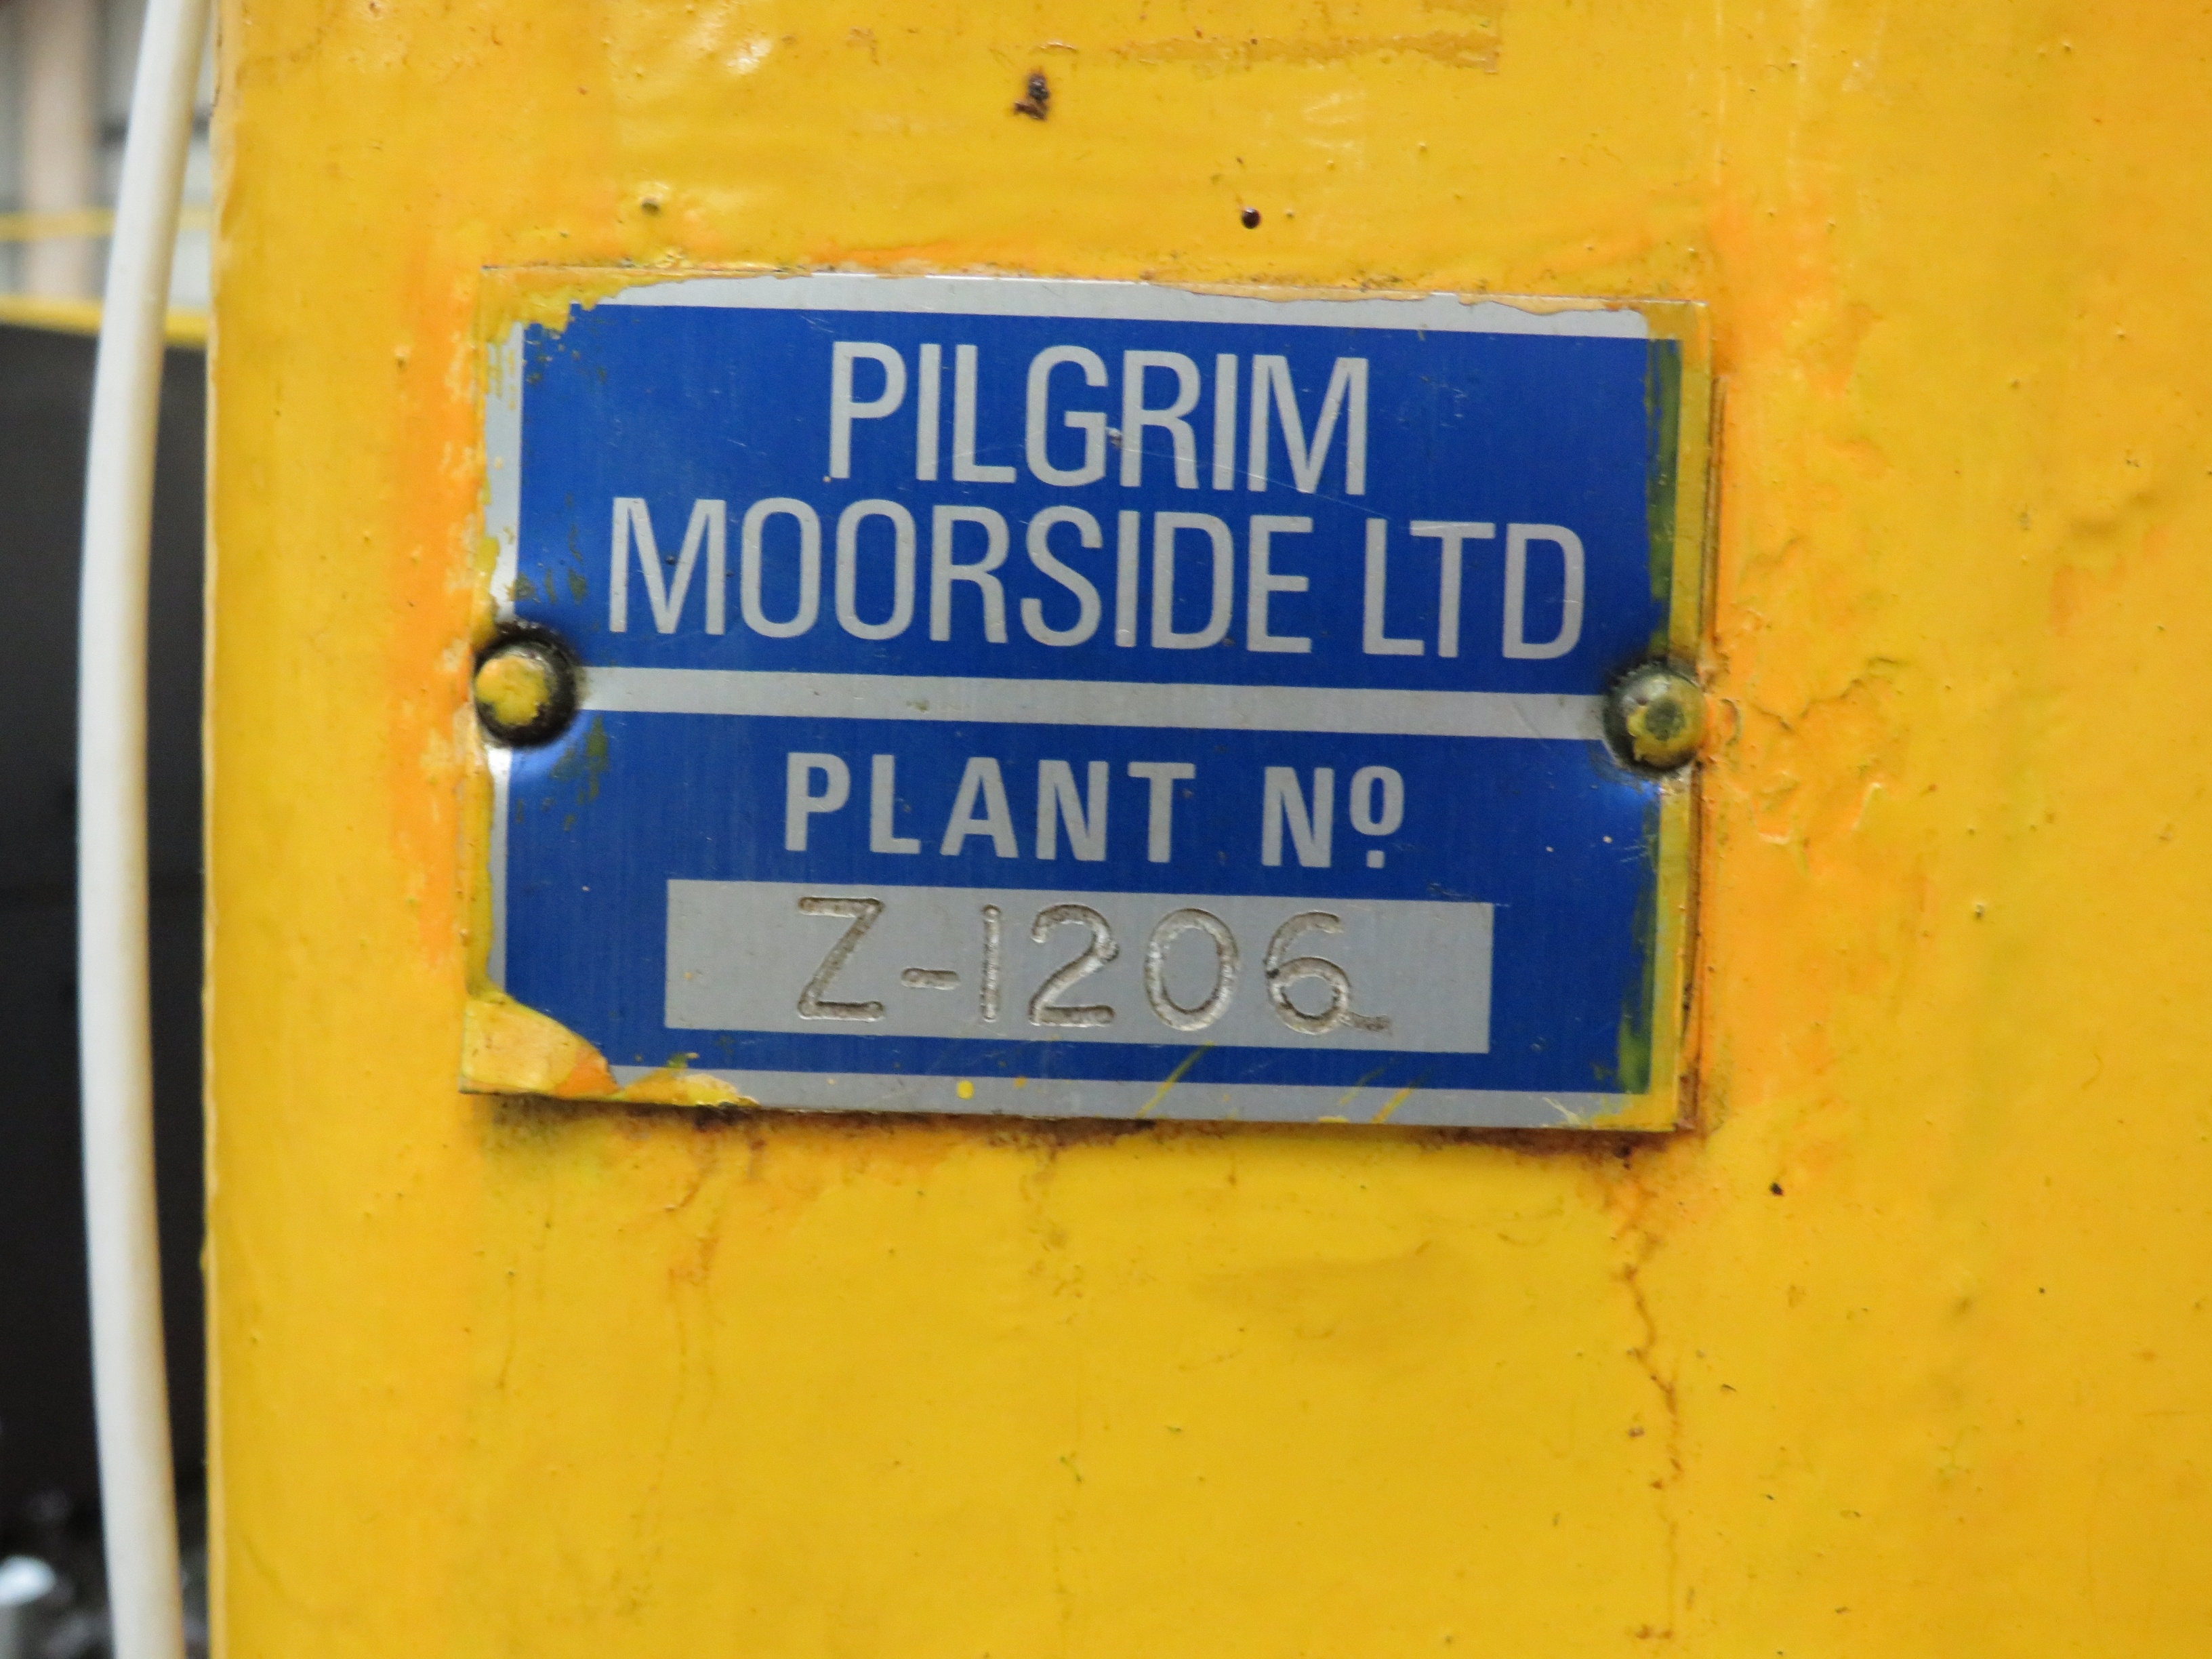 PILGRIM
MOORSIDE LTD
PLANT Nº
Z-1206